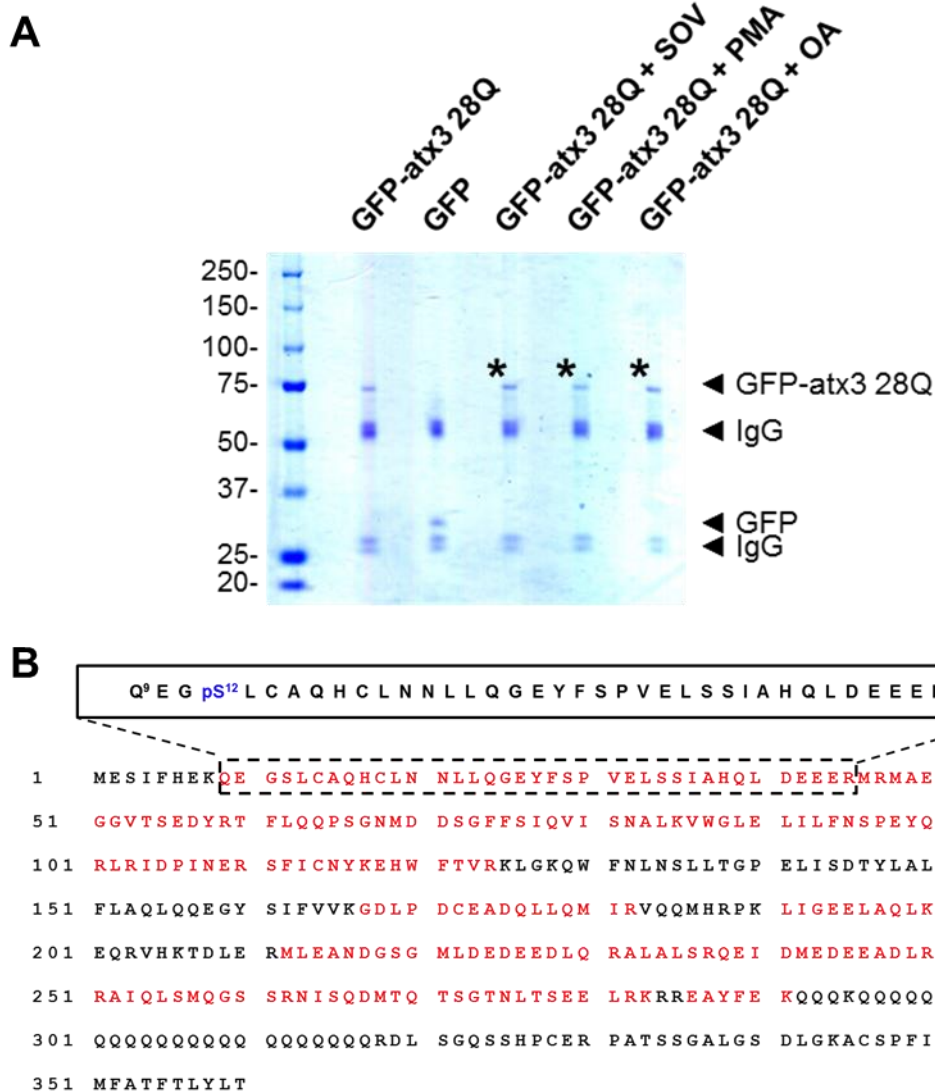 A
GFP-atx3 28Q
GFP
GFP-atx3 28Q + SOV
GFP-atx3 28Q + PMA
GFP-atx3 28Q + OA
250-
150-
100-
75-
50-
37-
25-
20-
* * *
◄ GFP-atx3 28Q
◄ IgG
◄ GFP
◄ IgG
B
Q⁹ E G pS¹² L C A Q H C L N N L L Q G E Y F S P V E L S S I A H Q L D E E E
1 MESIFHEKQE GSLCAQHCLN NLLQGEYFSP VELSSIAHQL DEEERMRMAE
51 GGVTSEDYRT FLQQPSGNMD DSGFFSIQVI SNALKVWGLE LILFNSPEYQ
101 RLRIDPINER SFICNYKEHW FTVRKLGKQW FNLNSLLTGP ELISDTYLAL
151 FLAQLQQEGY SIFVVKGDLP DCEADQLLQM IRVQQMHRPK LIGEELAQLK
201 EQRVHKTDLE RMLEANDGSG MLDEDEEDLQ RALALSRQEI DMEDEEADLR
251 RAIQLSMQGS SRNISQDMTQ TSGTNLTSEE LRKRREAYFE KQQQKQQQQQ
301 QQQQQQQQQQ QQQQQQQRDL SGQSSHPCER PATSSGALGS DLGKACSPFI
351 MFATFTLYLT